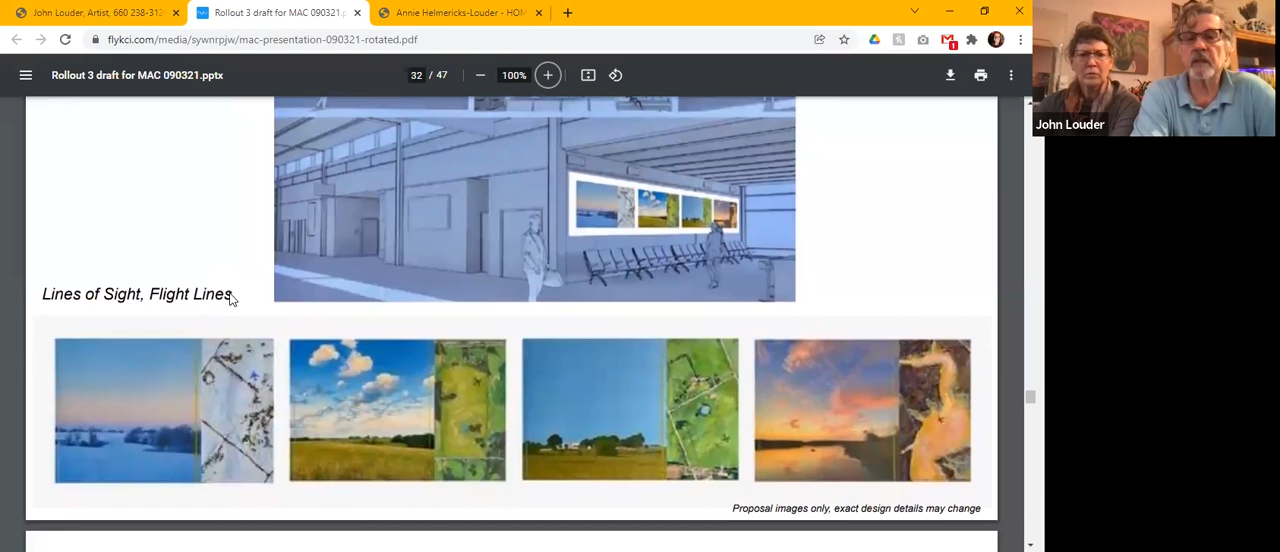 John Louder, Artist, 660 238-312
Rollout 3 draft for MAC 090321.p
Annie Helmericks-Louder - HOM
flykci.com/media/sywnrpjw/mac-presentation-090321-rotated.pdf
1
Rollout 3 draft for MAC 090321.pptx
32 / 47
100%
John Louder
Lines of Sight, Flight Lines
Proposal images only, exact design details may change